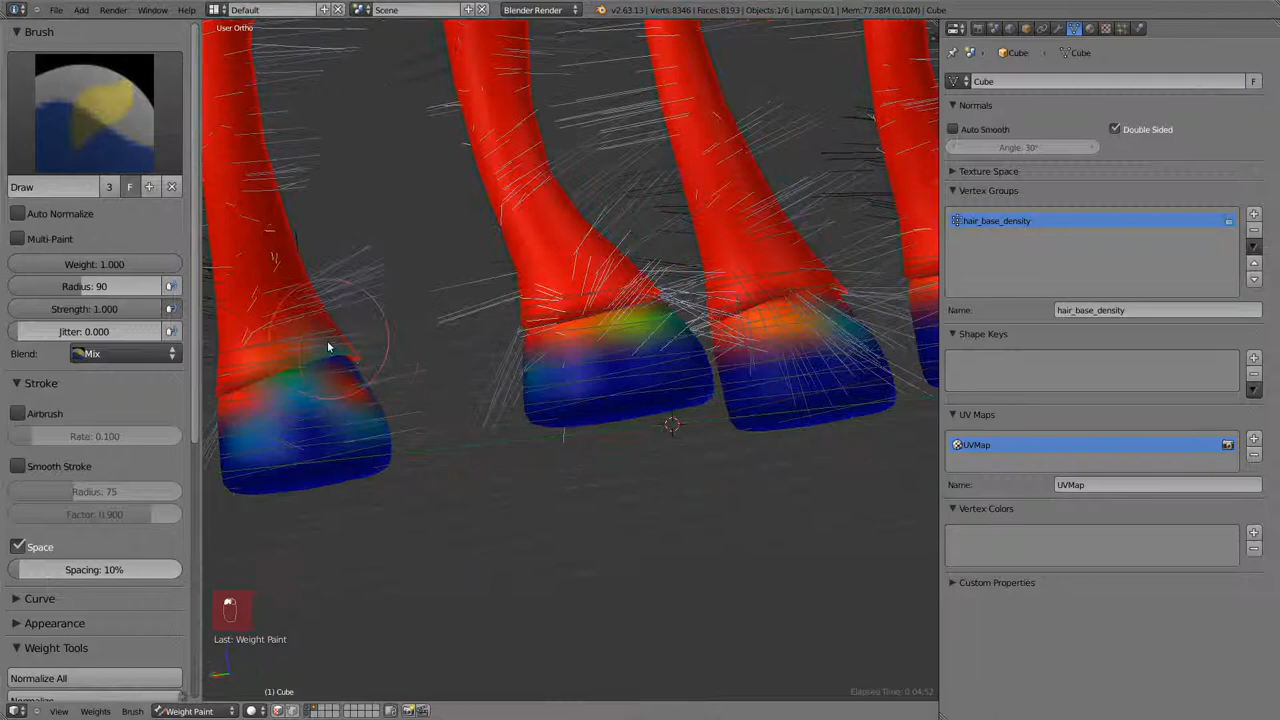 File Add Render Window Help
Default
Scene
Blender Render
v2.63.13 | Verts:8346 | Faces:8193 | Objects:1/6 | Lamps:0/1 | Mem:77.38M (0.10M) | Cube
Brush
User Ortho
Cube
Cube
Cube
F
Normals
Auto Smooth
Double Sided
Angle: 30°
Texture Space
Vertex Groups
Draw
3
F
hair_base_density
Auto Normalize
Multi-Paint
Weight: 1.000
Radius: 90
Strength: 1.000
Name:
hair_base_density
Jitter: 0.000
Shape Keys
Blend:
Mix
Stroke
Airbrush
UV Maps
Rate: 0.100
UVMap
Smooth Stroke
Radius: 75
Name:
UVMap
Factor: 0.900
Vertex Colors
Space
Spacing: 10%
Custom Properties
Curve
Appearance
Last: Weight Paint
Weight Tools
Normalize All
(1) Cube
Elapsed Time: 0:04:52
View Weights Brush
Weight Paint